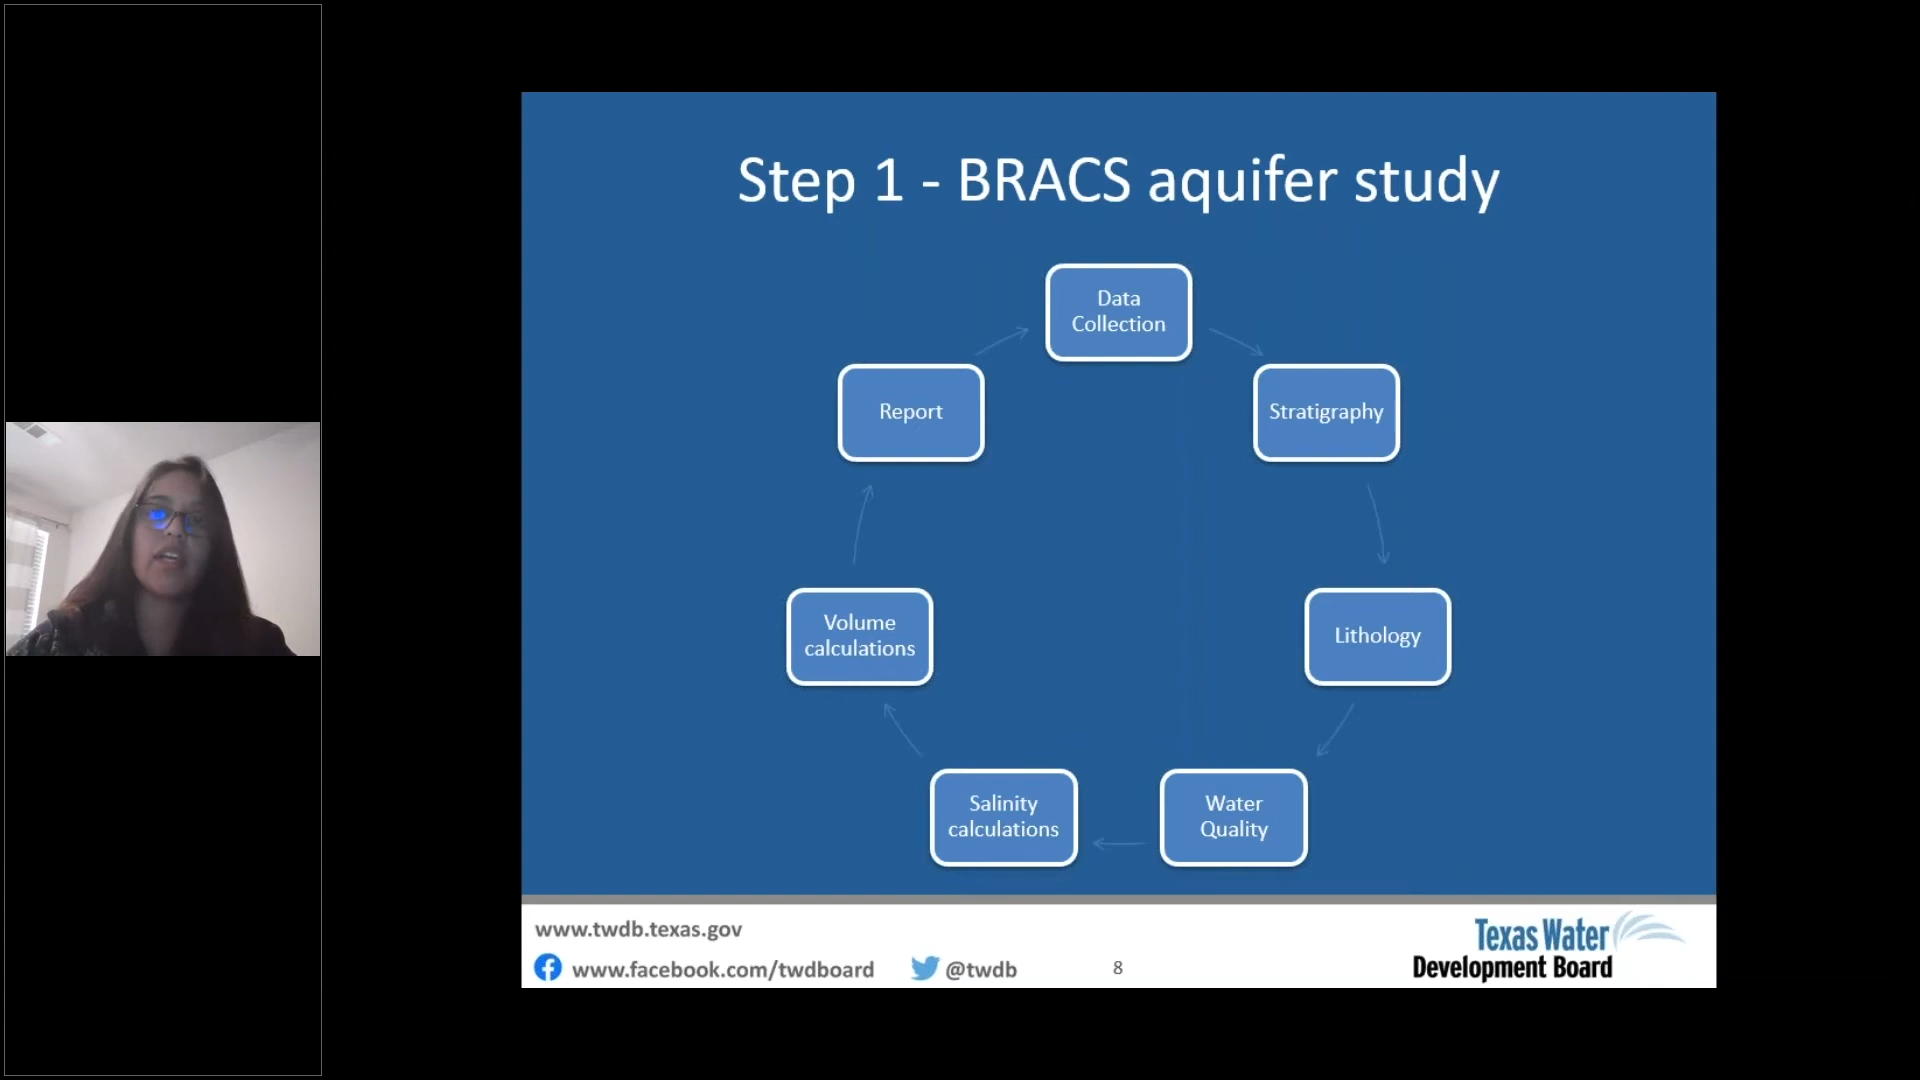 Step 1 - BRACS aquifer study
Data
Collection
Stratigraphy
Lithology
Water
Quality
Salinity
calculations
Volume
calculations
Report
www.twdb.texas.gov
www.facebook.com/twdboard
@twdb
8
Texas Water
Development Board